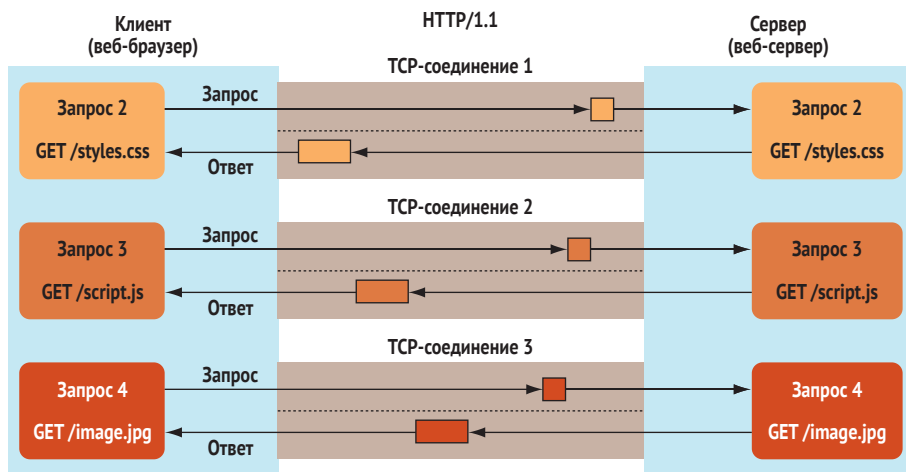 Клиент
(веб-браузер)
HTTP/1.1
Сервер
(веб-сервер)
TCP-соединение 1
Запрос 2
GET /styles.css
Запрос
Ответ
Запрос 2
GET /styles.css
TCP-соединение 2
Запрос 3
GET /script.js
Запрос
Ответ
Запрос 3
GET /script.js
TCP-соединение 3
Запрос 4
GET /image.jpg
Запрос
Ответ
Запрос 4
GET /image.jpg